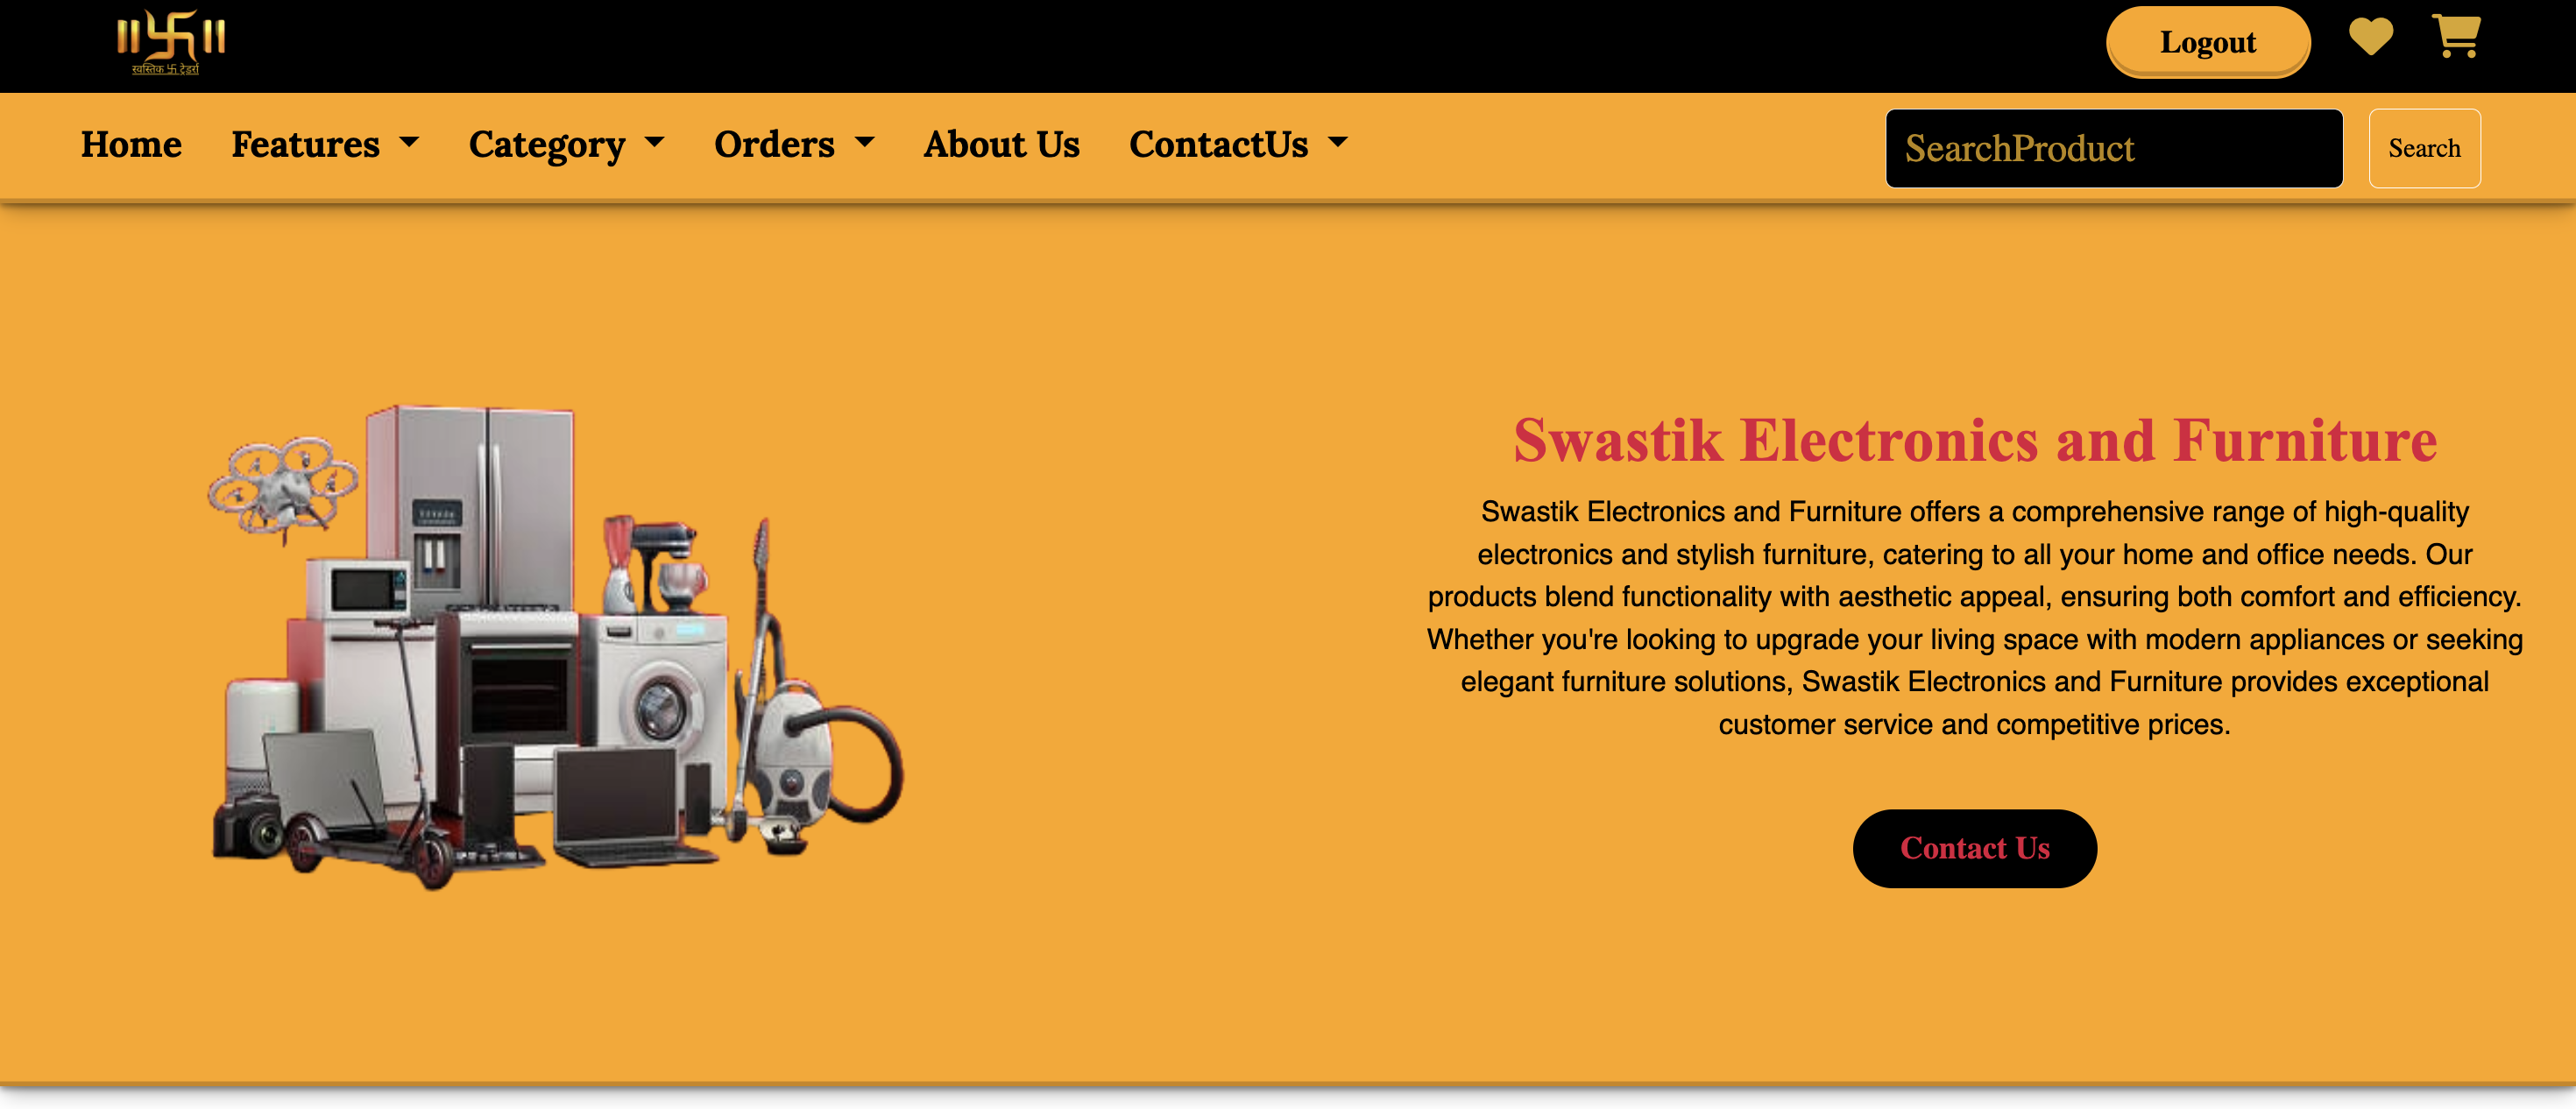 स्वस्तिक 卐 ट्रेडर्स
Logout
Home Features Category Orders About Us ContactUs
SearchProduct Search
Swastik Electronics and Furniture
Swastik Electronics and Furniture offers a comprehensive range of high-quality
electronics and stylish furniture, catering to all your home and office needs. Our
products blend functionality with aesthetic appeal, ensuring both comfort and efficiency.
Whether you're looking to upgrade your living space with modern appliances or seeking
elegant furniture solutions, Swastik Electronics and Furniture provides exceptional
customer service and competitive prices.
Contact Us